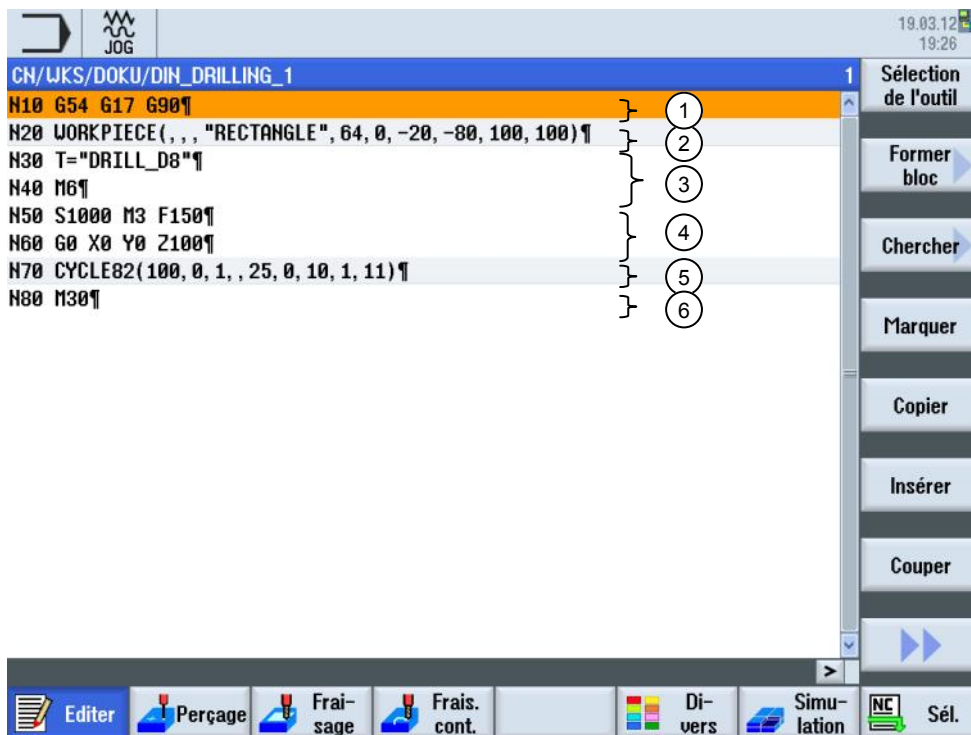 JOG
19.03.12
19:26
CN/WKS/DOKU/DIN_DRILLING_1 1
N10 G54 G17 G90¶ 1
N20 WORKPIECE(,,,"RECTANGLE",64,0,-20,-80,100,100)¶ 2
N30 T="DRILL_D8"¶
N40 M6¶ 3
N50 S1000 M3 F150¶
N60 G0 X0 Y0 Z100¶ 4
N70 CYCLE82(100,0,1,,25,0,10,1,11)¶ 5
N80 M30¶ 6
Sélection
de l'outil
Former
bloc
Chercher
Marquer
Copier
Insérer
Couper
>
Editer
Perçage
Frai-
sage
Frais.
cont.
Di-
vers
Simu-
lation
NC
Sél.